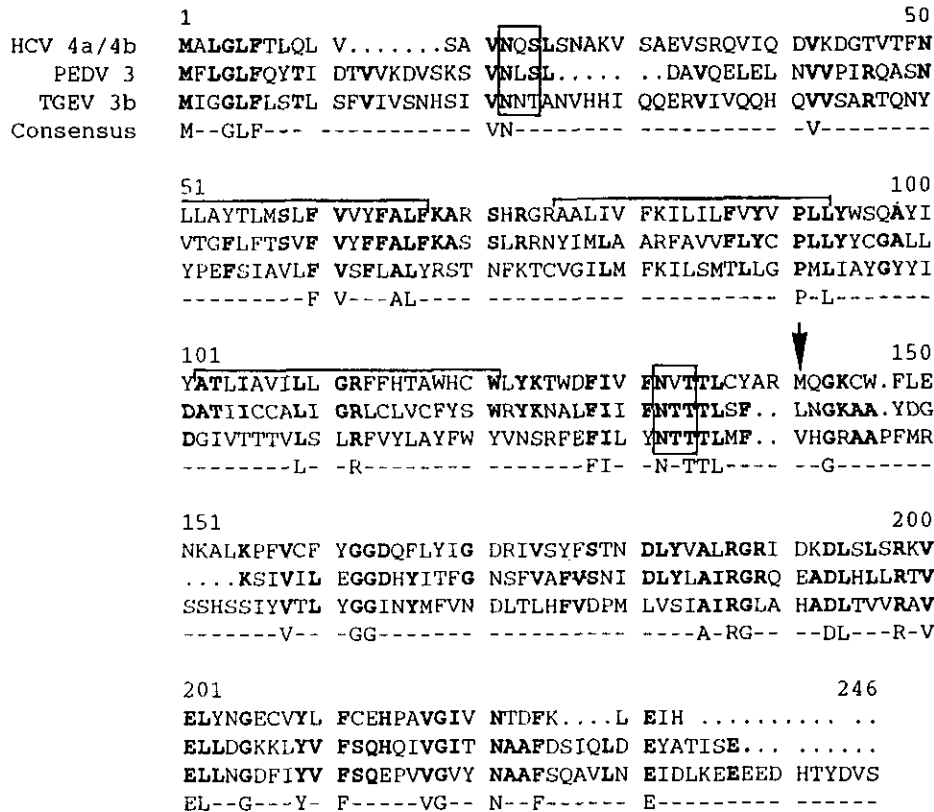 1 50
HCV 4a/4b MALGLFTLQL V.......SA VNQSLSNAKV SAEVSRQVIQ DVKDGTVTFN
PEDV 3 MFLGLFQYTI DTVVKDVSKS VNLSL..... .DAVQELELN VVPIRQASN
TGEV 3b MIGGLFLSTL SFVIVSNHSI VNNTANVHHI QQERVIVQQH QVVSARTQNY
Consensus M--GLF---- ---------- VN-------- ---------- -V--------
51 100
LLAYTLMSLF VVYFALFKAR SHRGRAALIV FKILILFVYV PLLYWSQAYI
VTGFLFTSVF VYFFALFKAS SLRRNYIMLA ARFAVVFLYC PLLYYCGALL
YPEFSIAVLF VSFLALYRST NFKTCVGILM FKILSMTLLG PMLIAYGYYI
---------F V---AL---- ---------- ---------- P-L-------
101 150
YATLIAVILL GRFFHTAWHC WLYKTWDFIV FNVTTLCYAR MQGKCW.FLE
DATIICCALI GRLCLVCFYS WRYKNALFII FNTTTLSF.. LNGKAA.YDG
DGIVTTTVLS LRFVYLAYFW YVNSRFEFIL YNTTTLMF.. VHGRAAPFMR
--------L- -R-------- -------FI- -N-TTL---- --G-------
151 200
NKALKPFVCF YGGDQFLYIG DRIVSYFSTN DLYVALRGRI DKDLSLSRKV
....KSIVIL EGGDHYITFG NSFVAFVSNI DLYLAIRGRQ EADLHLLRTV
SSHSSIYVTL YGGINYMFVN DLTLHFVDPM LVSIAIRGLA HADLTVVRAV
-------V-- -GG------- ---------- ----A-RG-- --DL---R-V
201 246
ELYNGECVYL FCEHPAVGIV NTDFK....L EIH ....... ..
ELLDGKKLYV FSQHQIVGIT NAAFDSIQLD EYATISE... ......
ELLNGDFIYV FSQEPVVGVY NAAFSQAVLN EIDLKEEEED HTYDVS
EL--G---Y- F-----VG-- N--F------ E---------